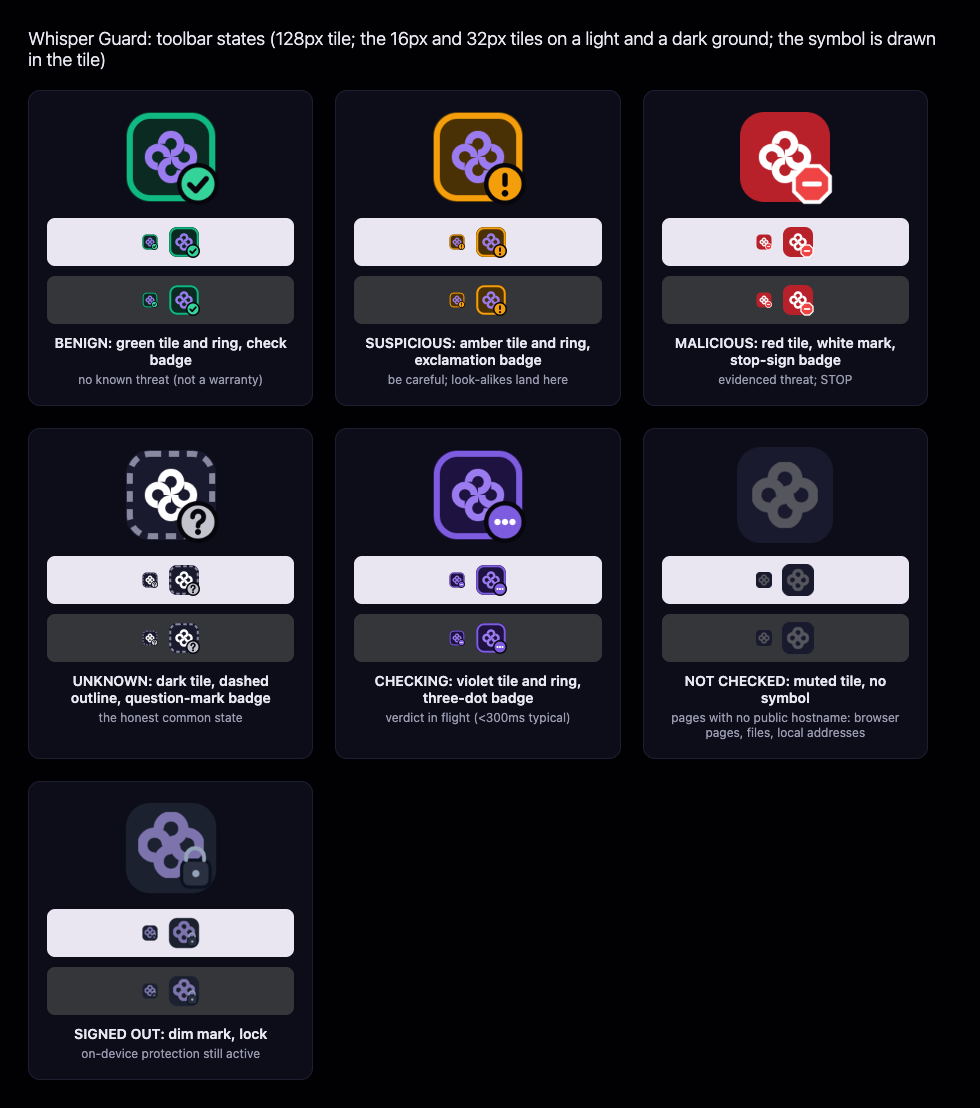 Whisper Guard: toolbar states (128px tile; the 16px and 32px tiles on a light and a dark ground; the symbol is drawn
in the tile)
BENIGN: green tile and ring, check
badge
no known threat (not a warranty)
SUSPICIOUS: amber tile and ring,
exclamation badge
be careful; look-alikes land here
MALICIOUS: red tile, white mark,
stop-sign badge
evidenced threat; STOP
UNKNOWN: dark tile, dashed
outline, question-mark badge
the honest common state
CHECKING: violet tile and ring,
three-dot badge
verdict in flight (<300ms typical)
NOT CHECKED: muted tile, no
symbol
pages with no public hostname: browser
pages, files, local addresses
SIGNED OUT: dim mark, lock
on-device protection still active